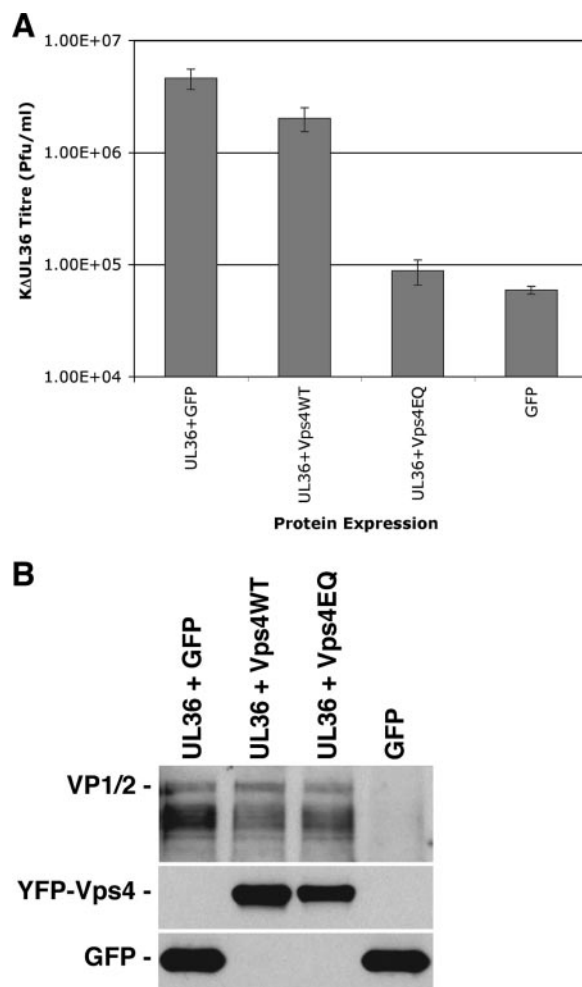 A
KΔUL36 Titre (Pfu/ml)
1.00E+07
1.00E+06
1.00E+05
1.00E+04
UL36+GFP
UL36+Vps4WT
UL36+Vps4EQ
GFP
Protein Expression
B
UL36 + GFP
UL36 + Vps4WT
UL36 + Vps4EQ
GFP
VP1/2 -
YFP-Vps4 -
GFP -